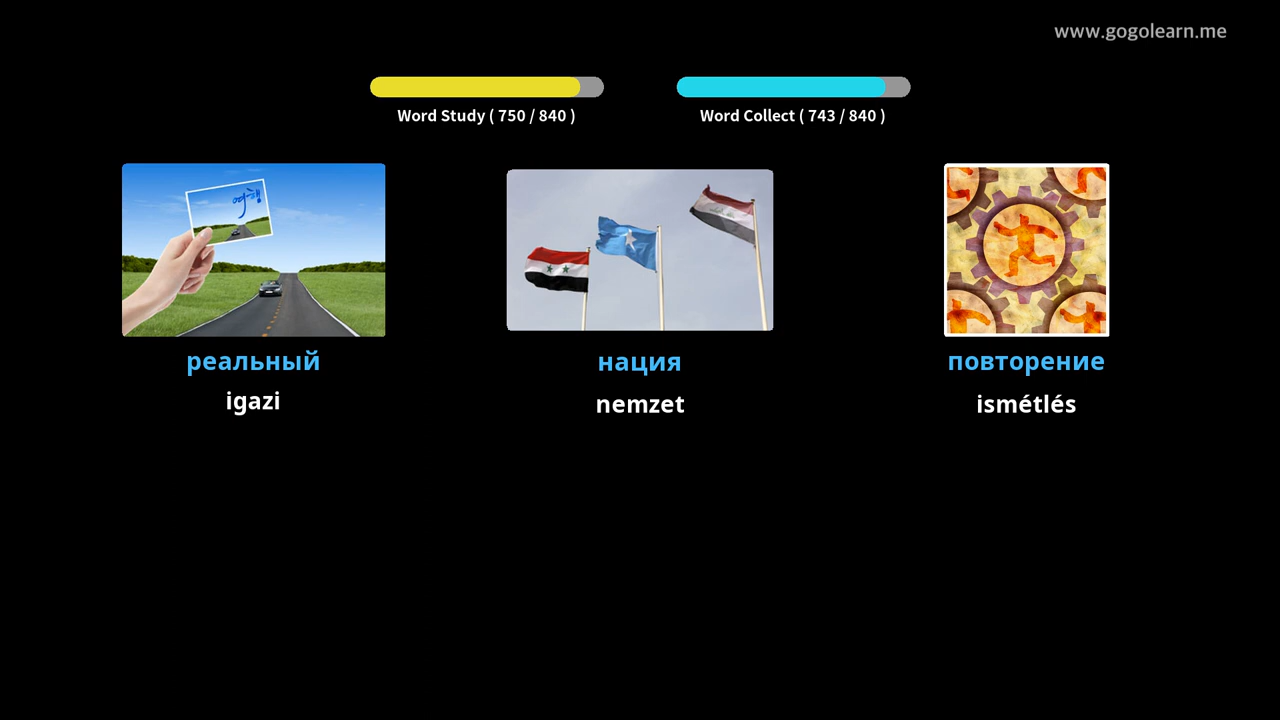 www.gogolearn.me
Word Study ( 750 / 840 )
Word Collect ( 743 / 840 )
реальный
igazi
нация
nemzet
повторение
ismétlés